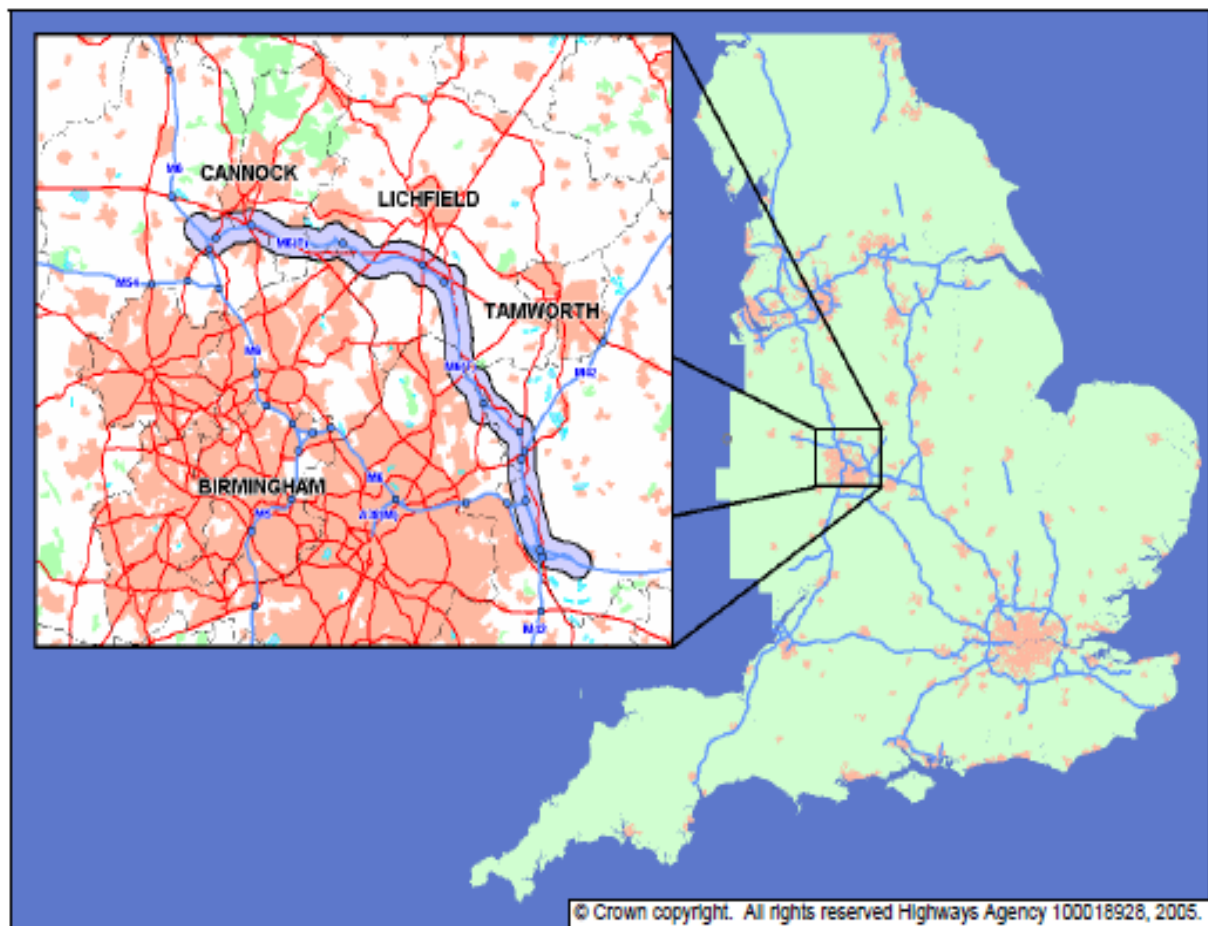 M6
CANNOCK
LICHFIELD
M6(T)
M54
TAMWORTH
M6
M42
BIRMINGHAM
M6
M5
A38(M)
M42
© Crown copyright. All rights reserved Highways Agency 100018928, 2005.